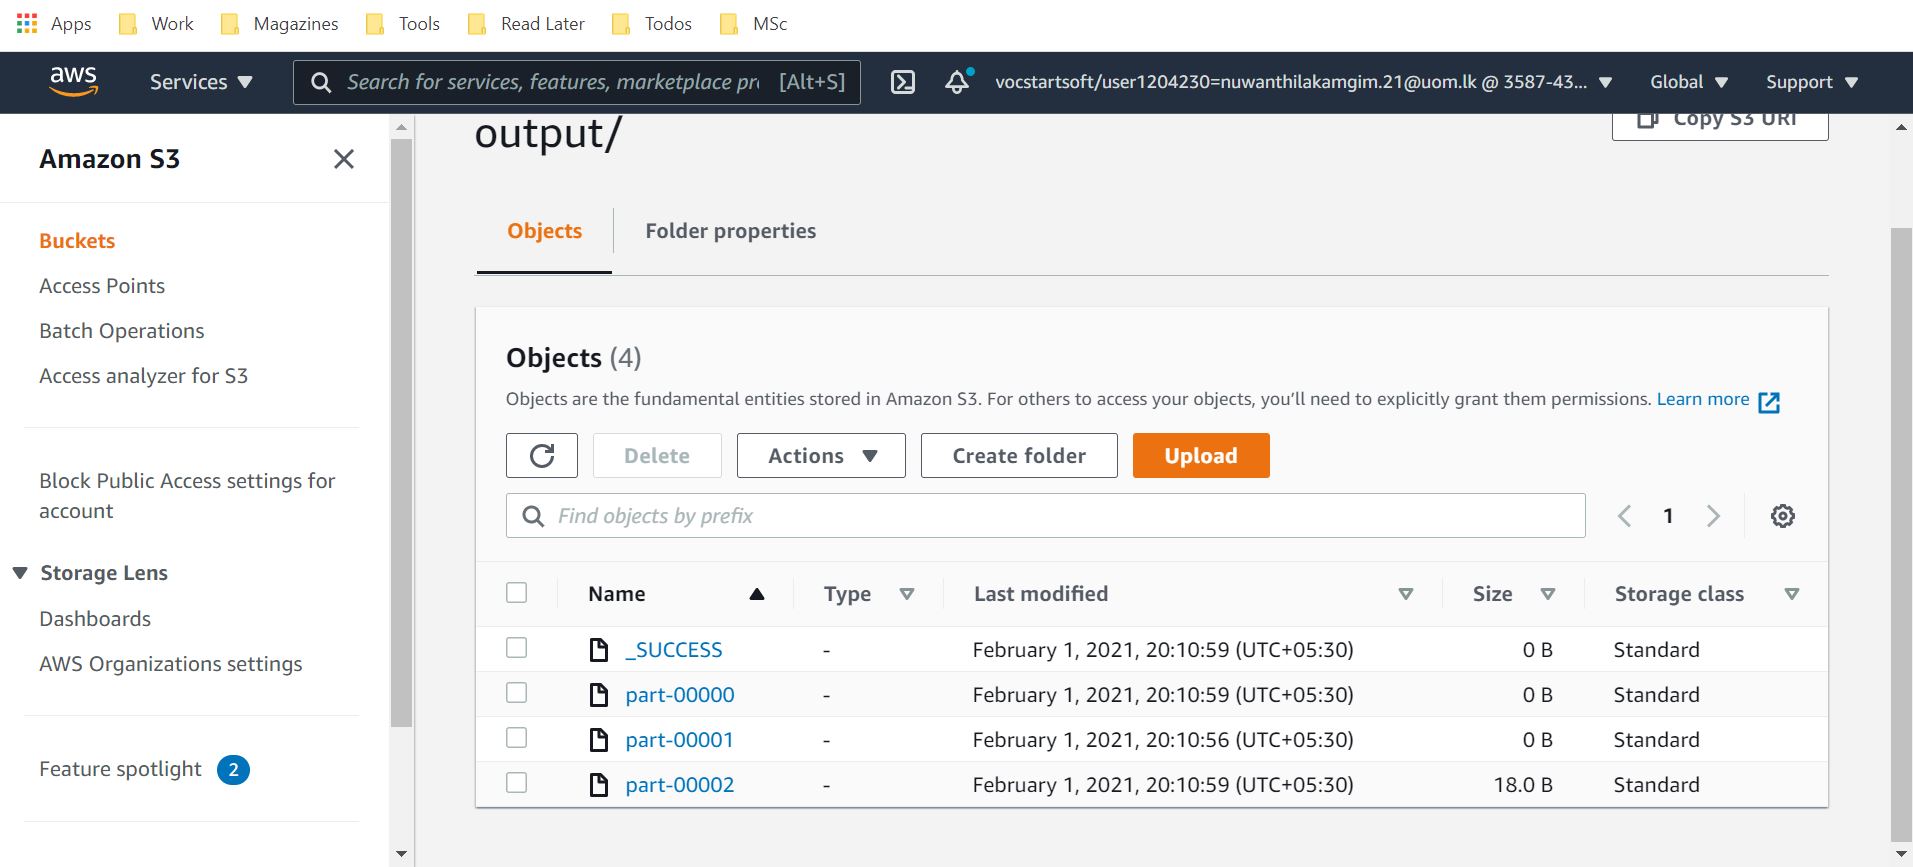 Apps Work Magazines Tools Read Later Todos MSc
aws Services Search for services, features, marketplace pr [Alt+S] vocstartsoft/user1204230=nuwanthilakamgim.21@uom.lk @ 3587-43... Global Support
Amazon S3
Buckets
Access Points
Batch Operations
Access analyzer for S3
Block Public Access settings for
account
Storage Lens
Dashboards
AWS Organizations settings
Feature spotlight 2
output/
Copy S3 URI
Objects Folder properties
Objects (4)
Objects are the fundamental entities stored in Amazon S3. For others to access your objects, you’ll need to explicitly grant them permissions. Learn more
Delete Actions Create folder Upload
Find objects by prefix 1
Name Type Last modified Size Storage class
_SUCCESS - February 1, 2021, 20:10:59 (UTC+05:30) 0 B Standard
part-00000 - February 1, 2021, 20:10:59 (UTC+05:30) 0 B Standard
part-00001 - February 1, 2021, 20:10:56 (UTC+05:30) 0 B Standard
part-00002 - February 1, 2021, 20:10:59 (UTC+05:30) 18.0 B Standard